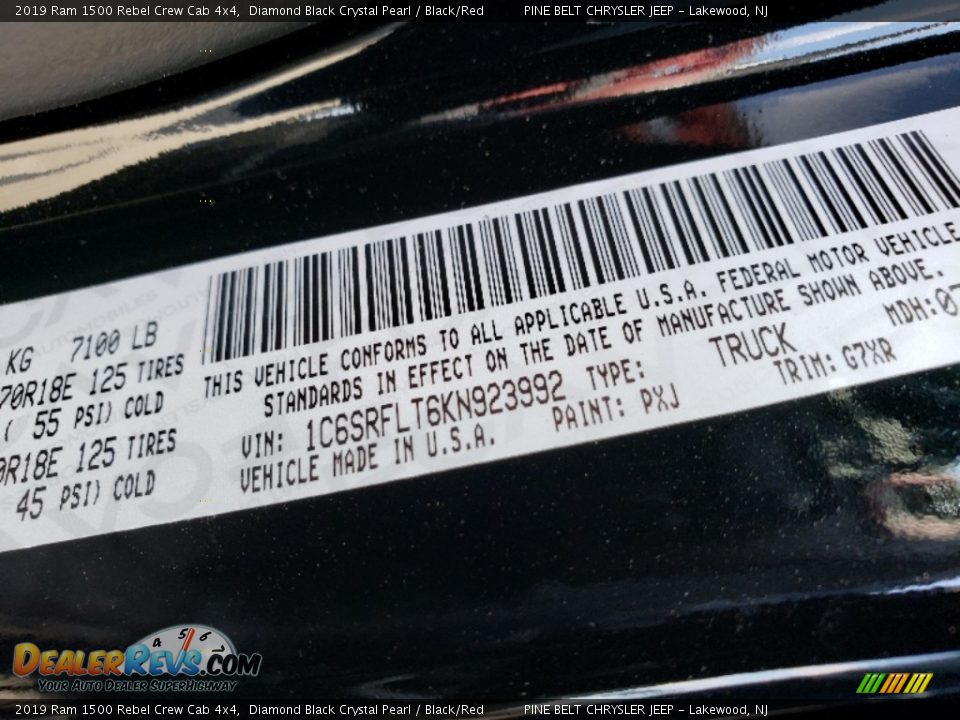 2019 Ram 1500 Rebel Crew Cab 4x4, Diamond Black Crystal Pearl / Black/Red PINE BELT CHRYSLER JEEP - Lakewood, NJ
KG 7100 LB
70R18E 125 TIRES
( 55 PSI) COLD
0R18E 125 TIRES
45 PSI) COLD
THIS VEHICLE CONFORMS TO ALL APPLICABLE U.S.A. FEDERAL MOTOR VEHICLE
STANDARDS IN EFFECT ON THE DATE OF MANUFACTURE SHOWN ABOVE.
VIN: 1C6SRFLT6KN923992 TYPE: TRUCK MDH:07
VEHICLE MADE IN U.S.A. PAINT: PXJ TRIM: G7XR
4 5 6
DEALERREVS.COM
YOUR AUTO DEALER SUPERHIGHWAY
2019 Ram 1500 Rebel Crew Cab 4x4, Diamond Black Crystal Pearl / Black/Red PINE BELT CHRYSLER JEEP - Lakewood, NJ